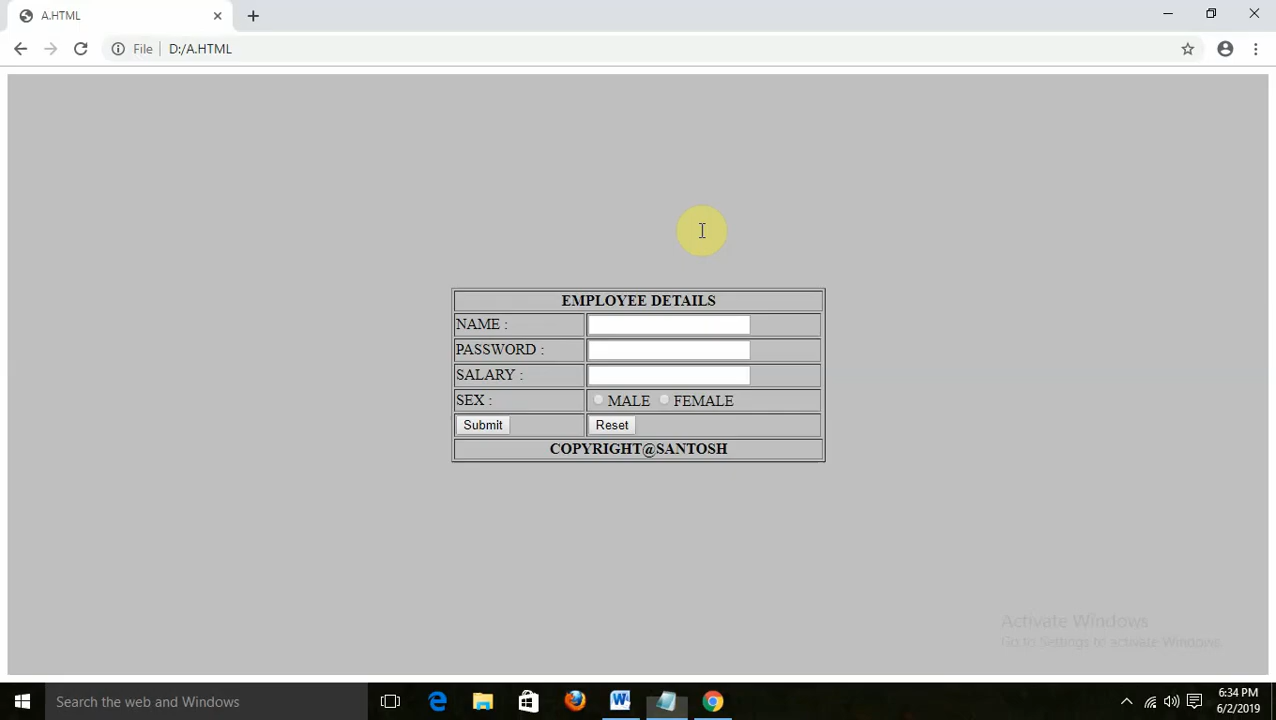 A.HTML
File D:/A.HTML
EMPLOYEE DETAILS
NAME :
PASSWORD :
SALARY :
SEX : MALE FEMALE
Submit Reset
COPYRIGHT@SANTOSH
Activate Windows
Go to Settings to activate Windows.
Search the web and Windows
6:34 PM
6/2/2019